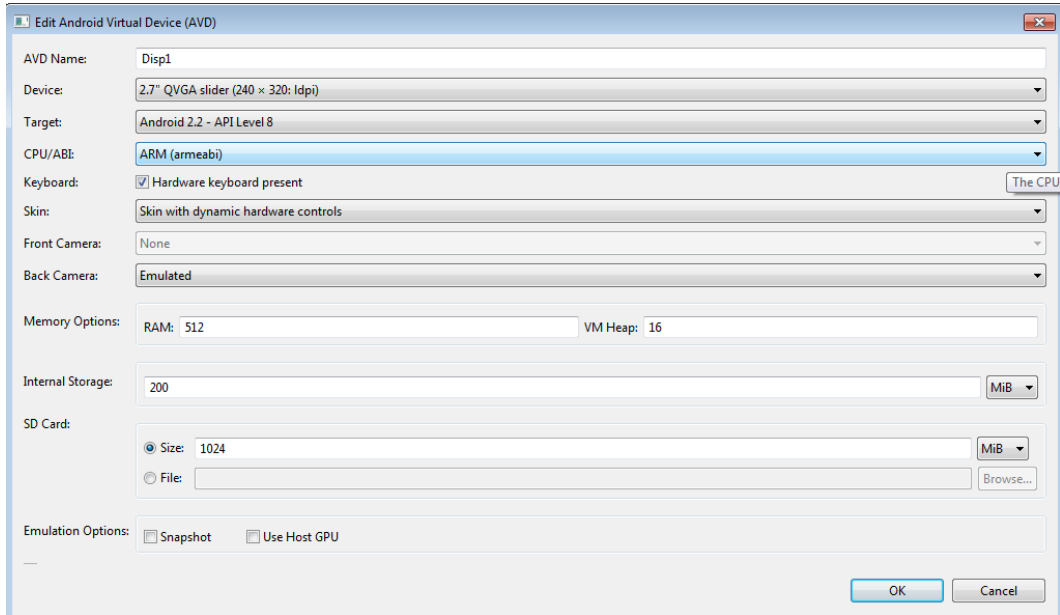 Edit Android Virtual Device (AVD)
AVD Name: Disp1
Device: 2.7" QVGA slider (240 × 320: ldpi)
Target: Android 2.2 - API Level 8
CPU/ABI: ARM (armeabi)
Keyboard: Hardware keyboard present The CPU
Skin: Skin with dynamic hardware controls
Front Camera: None
Back Camera: Emulated
Memory Options: RAM: 512 VM Heap: 16
Internal Storage: 200 MiB
SD Card:
Size: 1024 MiB
File: Browse...
Emulation Options: Snapshot Use Host GPU
OK Cancel